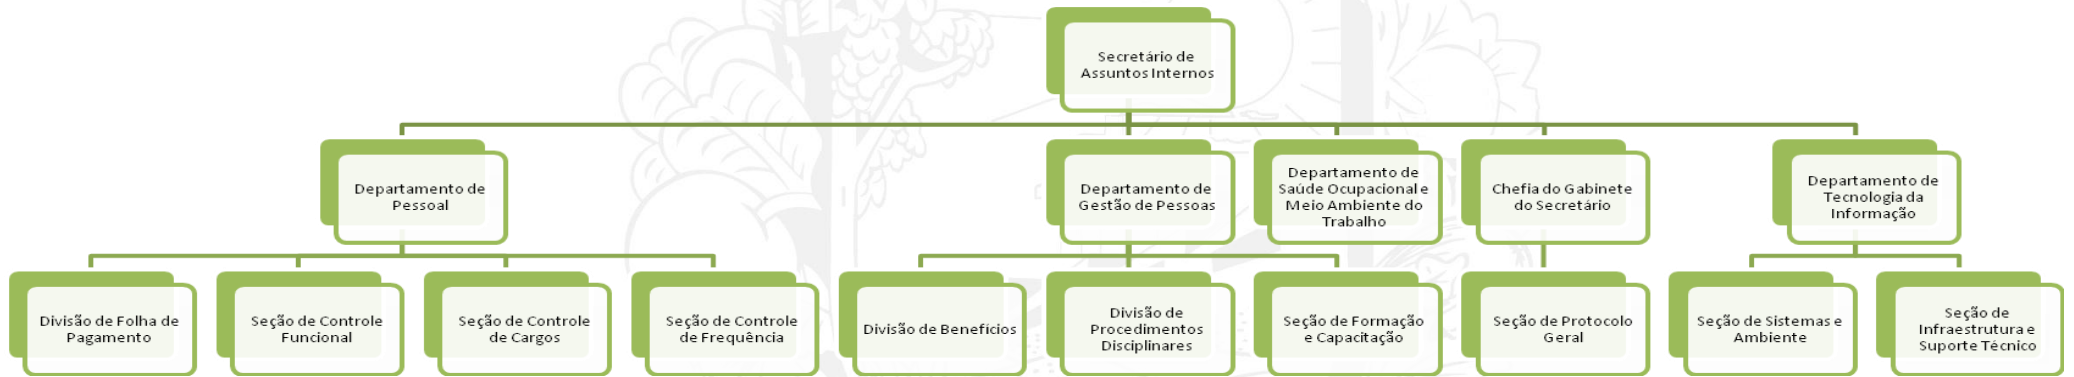 Secretário de
Assuntos Internos
Departamento de
Pessoal
Departamento de
Gestão de Pessoas
Departamento de
Saúde Ocupacional e
Meio Ambiente do
Trabalho
Chefia do Gabinete
do Secretário
Departamento de
Tecnologia da
Informação
Divisão de Folha de
Pagamento
Seção de Controle
Funcional
Seção de Controle
de Cargos
Seção de Controle
de Frequência
Divisão de Benefícios
Divisão de
Procedimentos
Disciplinares
Seção de Formação
e Capacitação
Seção de Protocolo
Geral
Seção de Sistemas e
Ambiente
Seção de
Infraestrutura e
Suporte Técnico